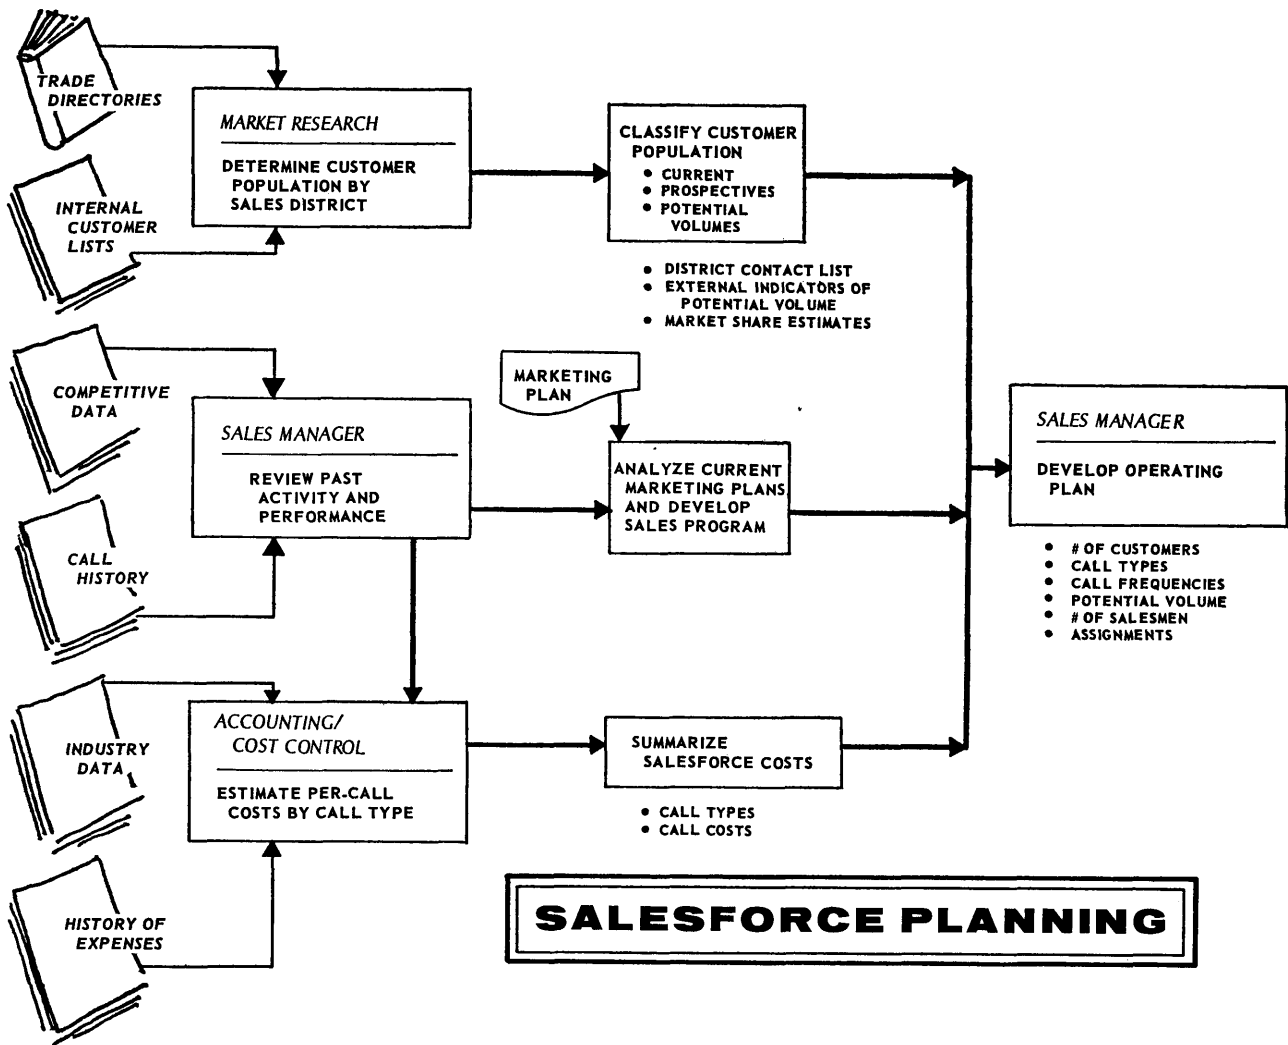 TRADE
DIRECTORIES
MARKET RESEARCH
DETERMINE CUSTOMER
POPULATION BY
SALES DISTRICT
INTERNAL
CUSTOMER
LISTS
CLASSIFY CUSTOMER
POPULATION
• CURRENT
• PROSPECTIVES
• POTENTIAL
VOLUMES
• DISTRICT CONTACT LIST
• EXTERNAL INDICATORS OF
POTENTIAL VOLUME
• MARKET SHARE ESTIMATES
COMPETITIVE
DATA
SALES MANAGER
REVIEW PAST
ACTIVITY AND
PERFORMANCE
CALL
HISTORY
MARKETING
PLAN
ANALYZE CURRENT
MARKETING PLANS
AND DEVELOP
SALES PROGRAM
SALES MANAGER
DEVELOP OPERATING
PLAN
• # OF CUSTOMERS
• CALL TYPES
• CALL FREQUENCIES
• POTENTIAL VOLUME
• # OF SALESMEN
• ASSIGNMENTS
INDUSTRY
DATA
ACCOUNTING/
COST CONTROL
ESTIMATE PER-CALL
COSTS BY CALL TYPE
SUMMARIZE
SALESFORCE COSTS
• CALL TYPES
• CALL COSTS
HISTORY OF
EXPENSES
SALESFORCE PLANNING